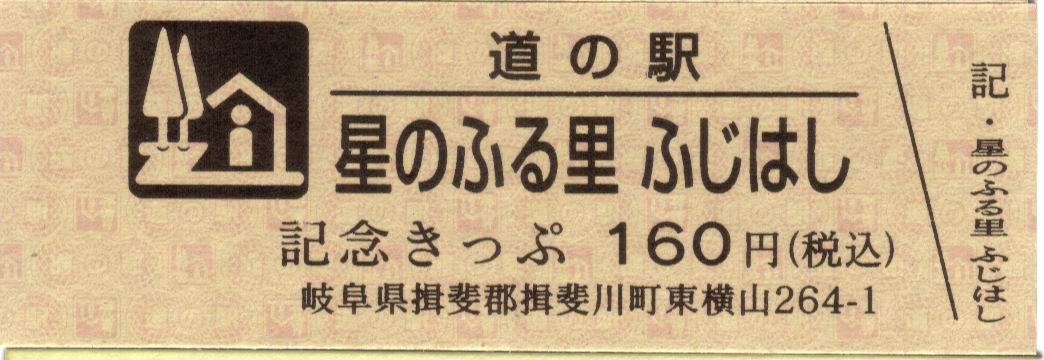 道の駅
星のふる里 ふじはし
記念きっぷ 160円(税込)
岐阜県揖斐郡揖斐川町東横山264-1
記・星のふる里 ふじはし